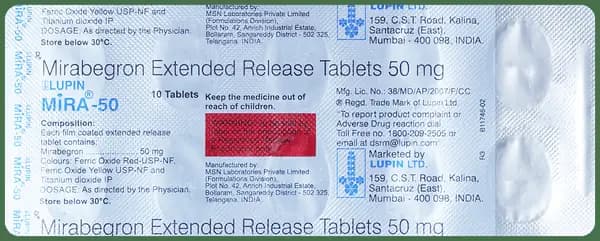 Ferric Oxide Yellow USP-NF and
Titanium dioxide IP
DOSAGE: As directed by the Physician.
Store below 30°C.
MSN Laboratories Private Limited
(Formulations Division),
Plot No. 42, Anrich Industrial Estate,
Bollaram, Sangareddy District - 502 325,
Telangana, INDIA.
LUPIN LTD.
159, C.S.T. Road, Kalina,
Santacruz (East),
Mumbai - 400 098, INDIA.
Mirabegron Extended Release Tablets 50 mg
LUPIN
MiRA®-50
10 Tablets
Composition:
Each film coated extended release
tablet contains:
Mirabegron 50 mg
Colours: Ferric Oxide Red-USP-NF,
Ferric Oxide Yellow USP-NF and
Titanium dioxide IP
DOSAGE: As directed by the Physician.
Store below 30°C.
Keep the medicine out of
reach of children.
Manufactured by:
MSN Laboratories Private Limited
(Formulations Division),
Plot No. 42, Anrich Industrial Estate,
Bollaram, Sangareddy District - 502 325,
Telangana, INDIA.
Mfg. Lic. No.: 38/MD/AP/2007/F/CC
® Regd. Trade Mark of Lupin Ltd.
"To report product complaint or
Adverse Drug reaction dial
Toll Free No. 1800-209-2505 or
email at dsrm@lupin.com"
Marketed by
LUPIN LTD.
159, C.S.T. Road, Kalina,
Santacruz (East),
Mumbai - 400 098, INDIA.
R3
Mirabegron Extended Release Tablets 50 mg